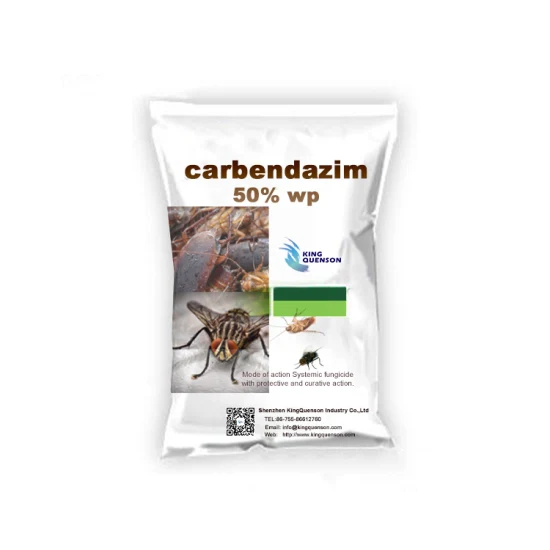 carbendazim
50% wp
KING
QUENSON
Mode of action Systemic fungicide
with protective and curative action.
Shenzhen KingQuenson Industry Co.,Ltd
TEL:86-755-86612780
Email: info@kingquenson.com
Web: http://www.kingquenson.com